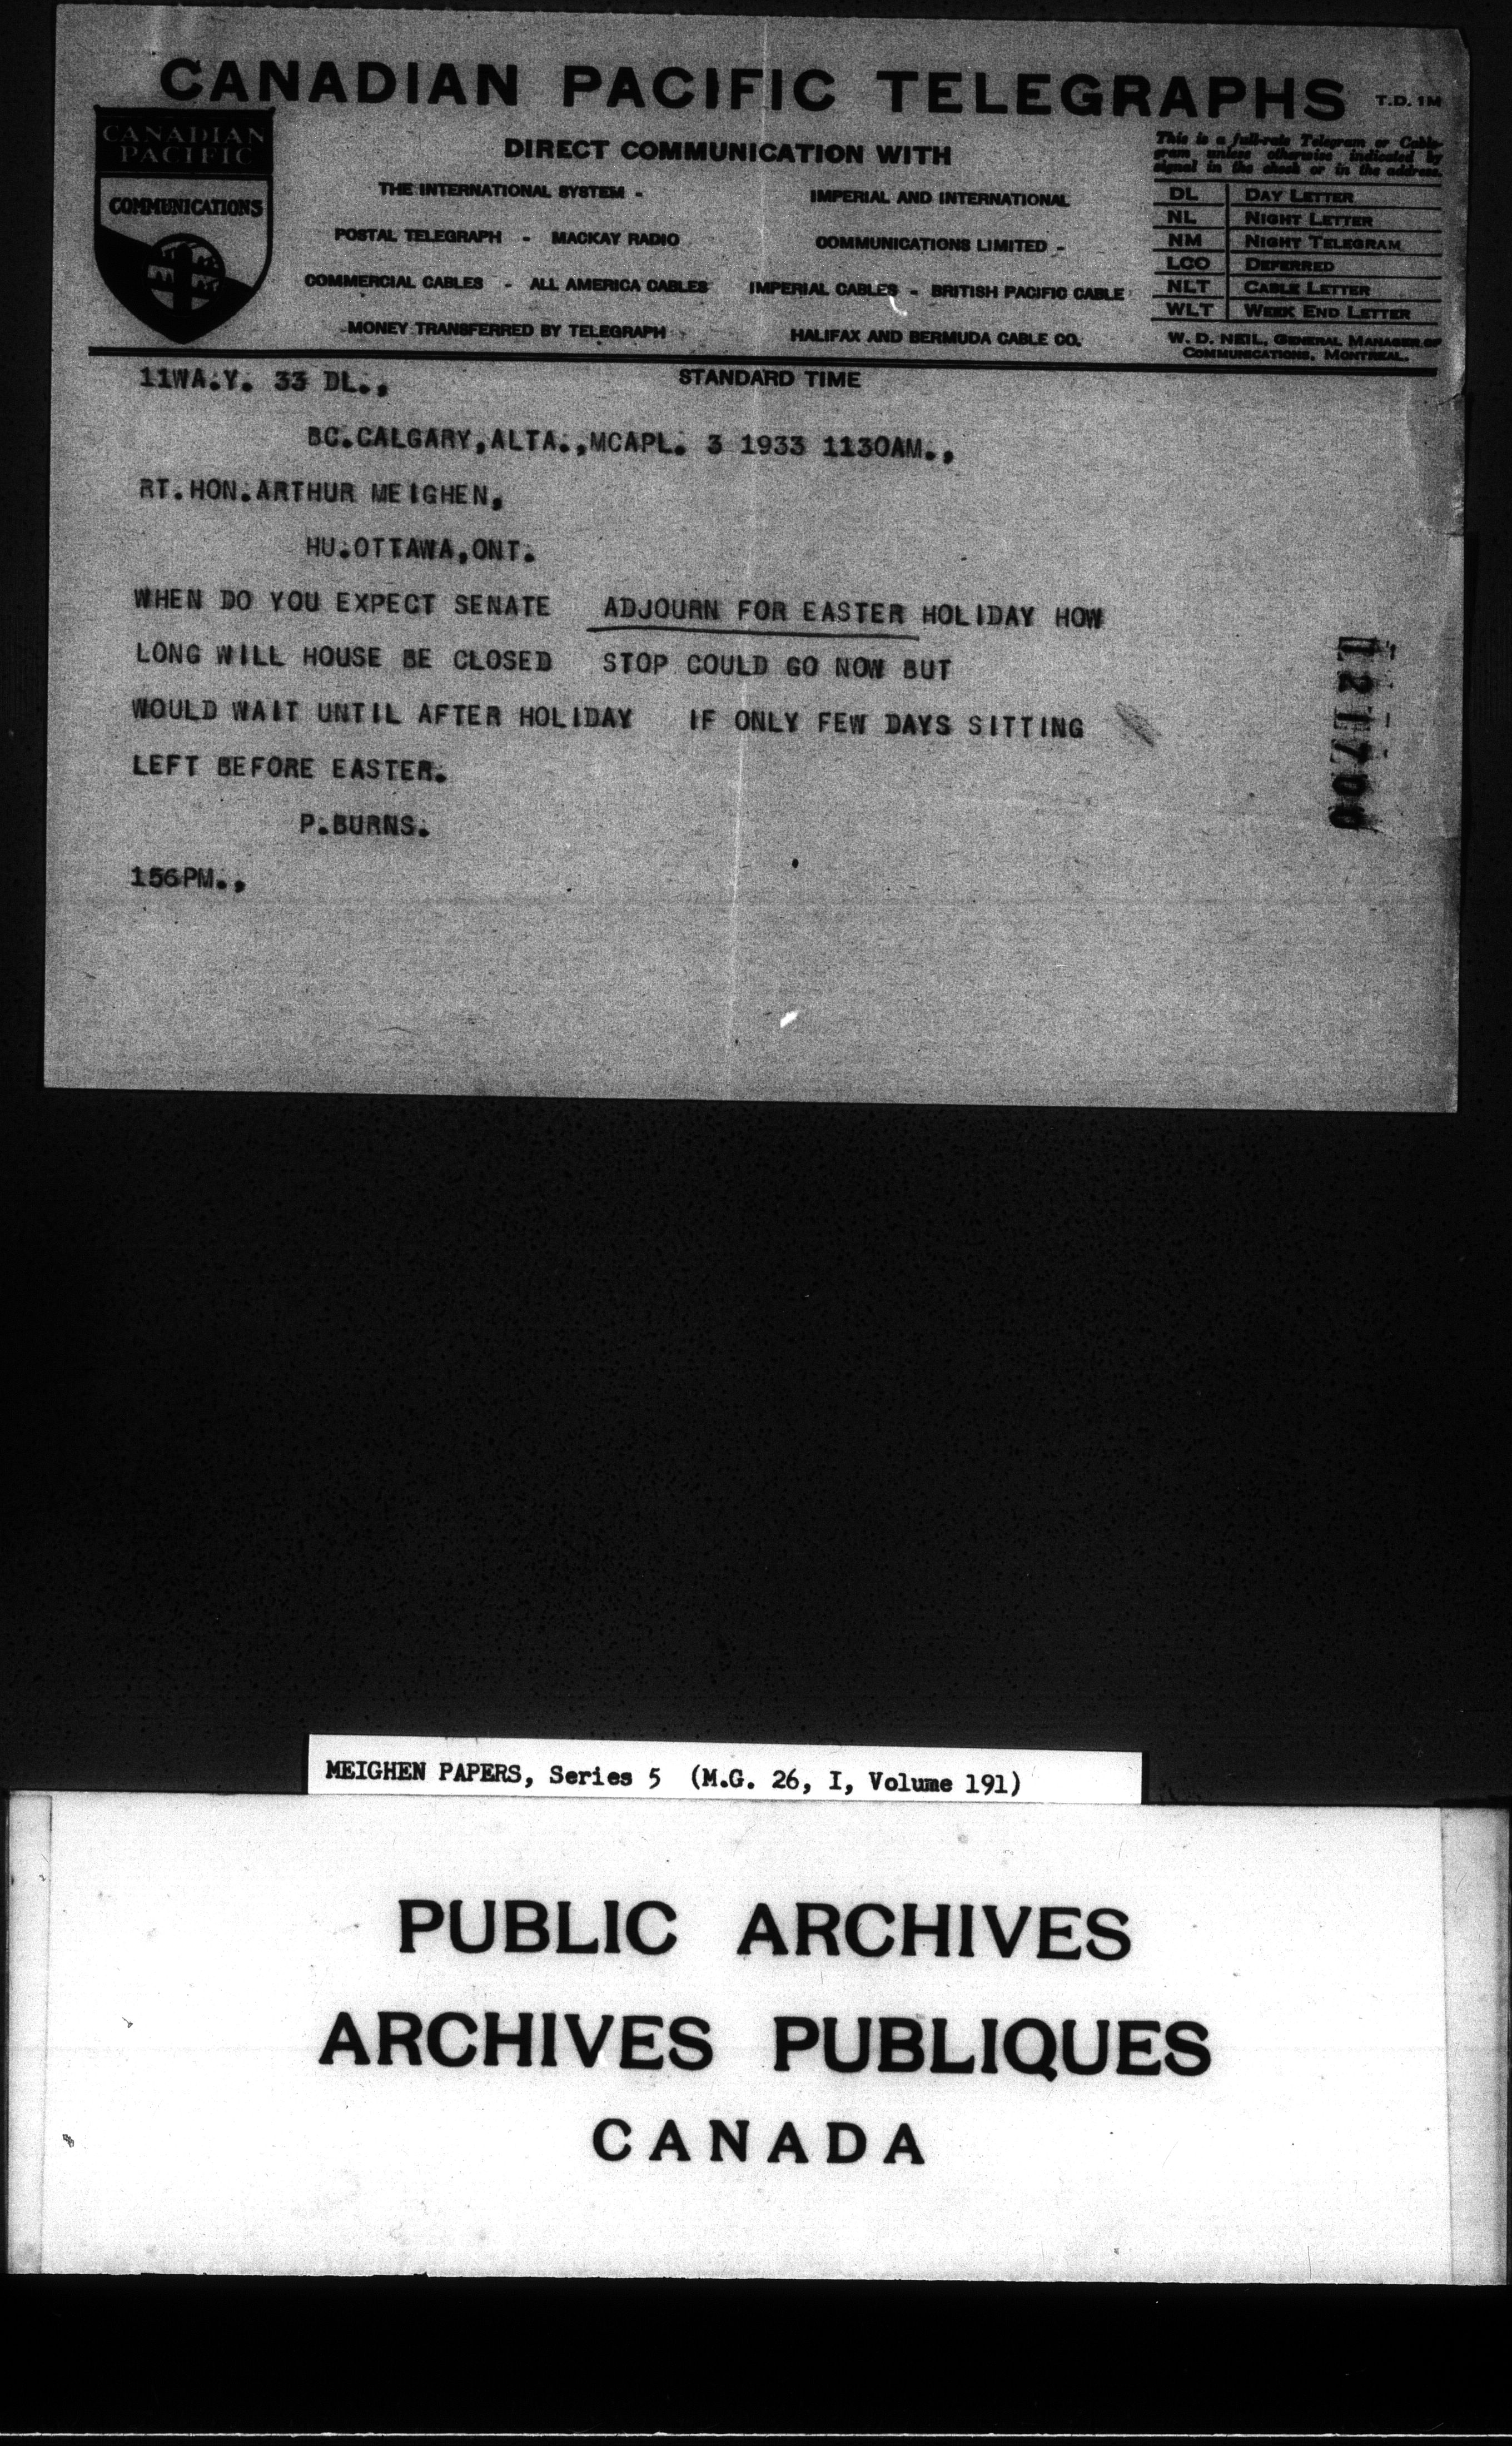 CANADIAN PACIFIC TELEGRAPHS
T.D. 1M
CANADIAN
PACIFIC
COMMUNICATIONS
DIRECT COMMUNICATION WITH
THE INTERNATIONAL SYSTEM -
POSTAL TELEGRAPH - MACKAY RADIO
COMMERCIAL CABLES - ALL AMERICA CABLES
MONEY TRANSFERRED BY TELEGRAPH
IMPERIAL AND INTERNATIONAL
COMMUNICATIONS LIMITED -
IMPERIAL CABLES - BRITISH PACIFIC CABLE
HALIFAX AND BERMUDA CABLE CO.
This is a full-rate Telegram or Cable-
gram unless otherwise indicated by
signal in the check or in the address.
DL DAY LETTER
NL NIGHT LETTER
NM NIGHT TELEGRAM
LCO DEFERRED
NLT CABLE LETTER
WLT WEEK END LETTER
W. D. NEIL, GENERAL MANAGER OF
COMMUNICATIONS, MONTREAL.
STANDARD TIME
11WA.Y. 33 DL.,
BC.CALGARY,ALTA.,MCAPL. 3 1933 1130AM.,
RT.HON.ARTHUR MEIGHEN,
HU.OTTAWA,ONT.
WHEN DO YOU EXPECT SENATE ADJOURN FOR EASTER HOLIDAY HOW
LONG WILL HOUSE BE CLOSED STOP COULD GO NOW BUT
WOULD WAIT UNTIL AFTER HOLIDAY IF ONLY FEW DAYS SITTING
LEFT BEFORE EASTER.
P.BURNS.
156PM.,
121700
MEIGHEN PAPERS, Series 5 (M.G. 26, I, Volume 191)
PUBLIC ARCHIVES
ARCHIVES PUBLIQUES
CANADA